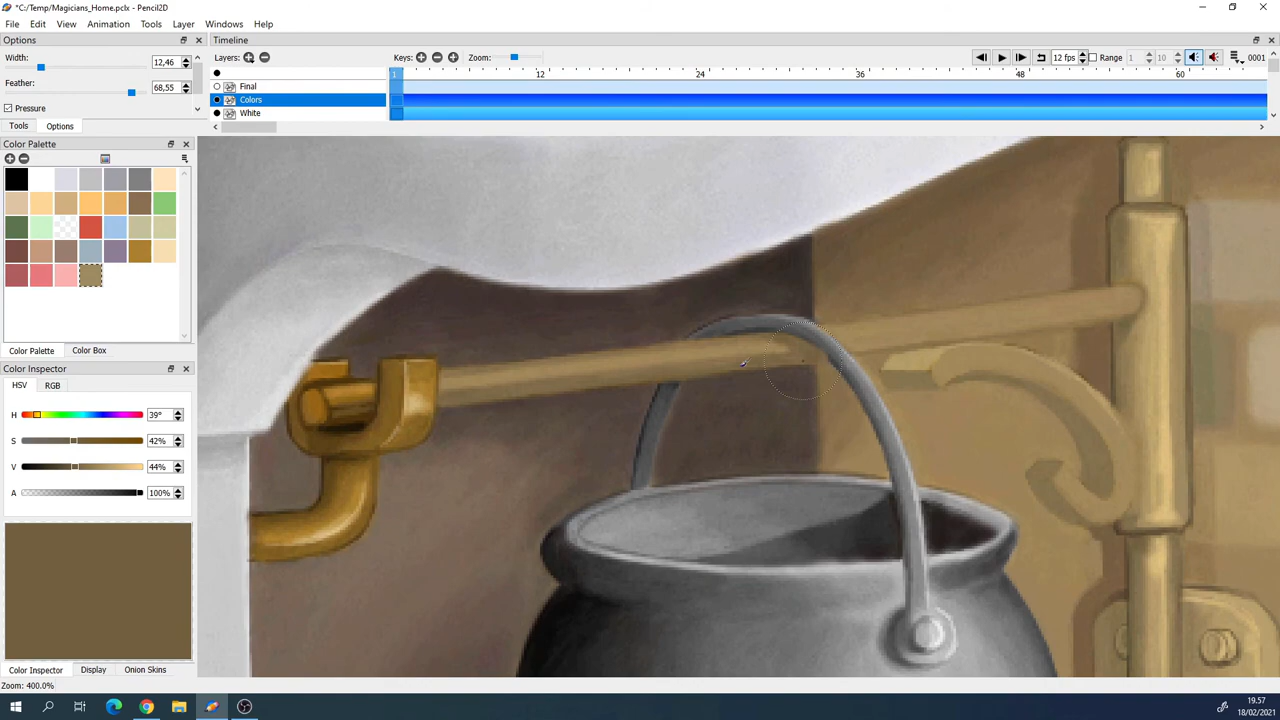 *C:/Temp/Magicians_Home.pclx - Pencil2D
File Edit View Animation Tools Layer Windows Help
Options
Width:
12,46
Feather:
68,55
Pressure
Tools Options
Timeline
Layers: Keys: Zoom: 12 fps Range 1 10 0001
1 12 24 36 48 60
Final
Colors
White
Color Palette
Color Palette Color Box
Color Inspector
HSV RGB
H 39°
S 42%
V 44%
A 100%
Color Inspector Display Onion Skins
Zoom: 400.0%
19.57
18/02/2021